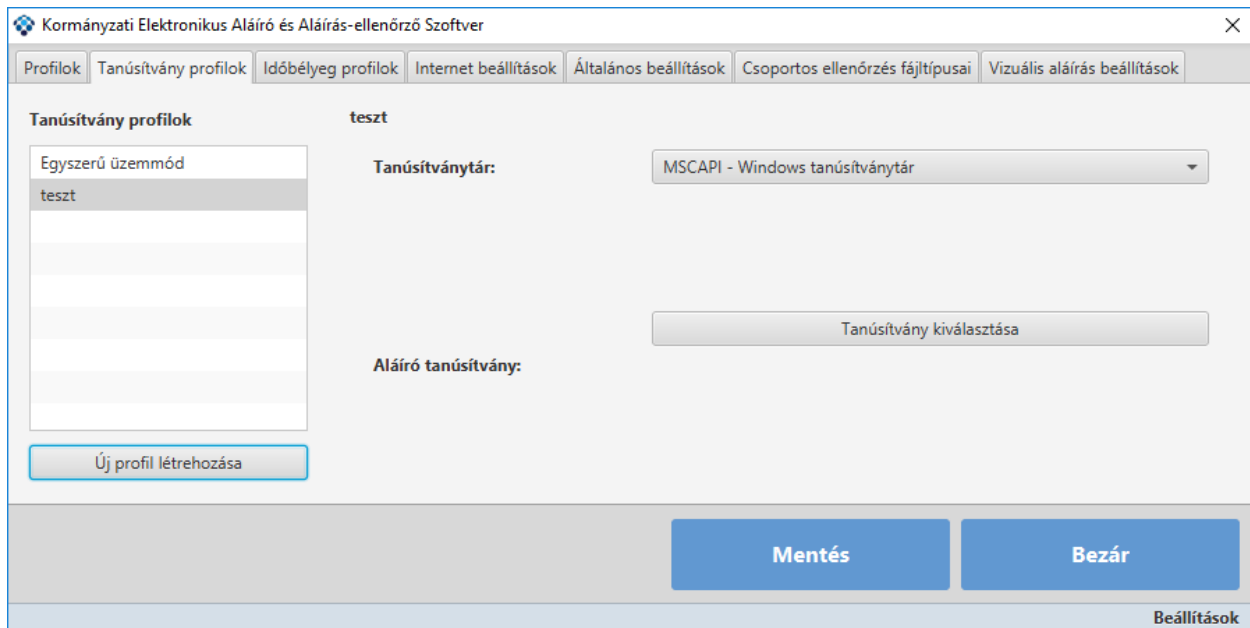 Kormányzati Elektronikus Aláíró és Aláírás-ellenőrző Szoftver
Profilok Tanúsítvány profilok Időbélyeg profilok Internet beállítások Általános beállítások Csoportos ellenőrzés fájltípusai Vizuális aláírás beállítások
Tanúsítvány profilok
Egyszerű üzemmód
teszt
Új profil létrehozása
teszt
Tanúsítványtár:
MSCAPI - Windows tanúsítványtár
Tanúsítvány kiválasztása
Aláíró tanúsítvány:
Mentés
Bezár
Beállítások